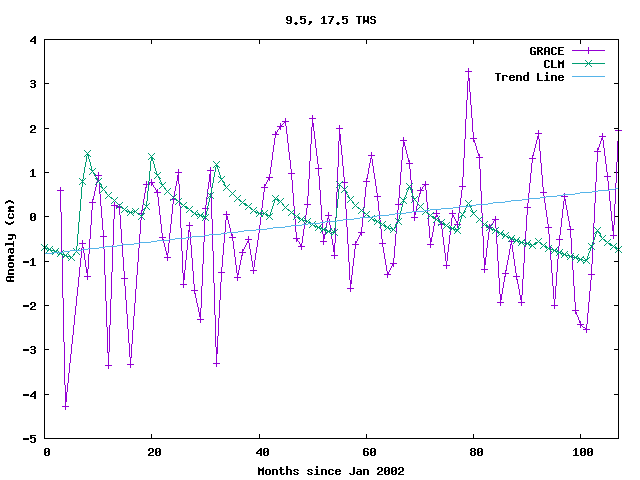 9.5, 17.5 TWS
GRACE
CLM
Trend Line
4
3
2
1
0
-1
-2
-3
-4
-5
Anomaly (cm)
0 20 40 60 80 100
Months since Jan 2002